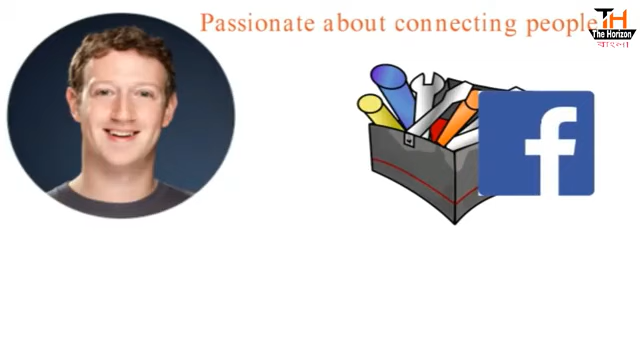 Passionate about connecting people
TH
The Horizon
বাংলা
f